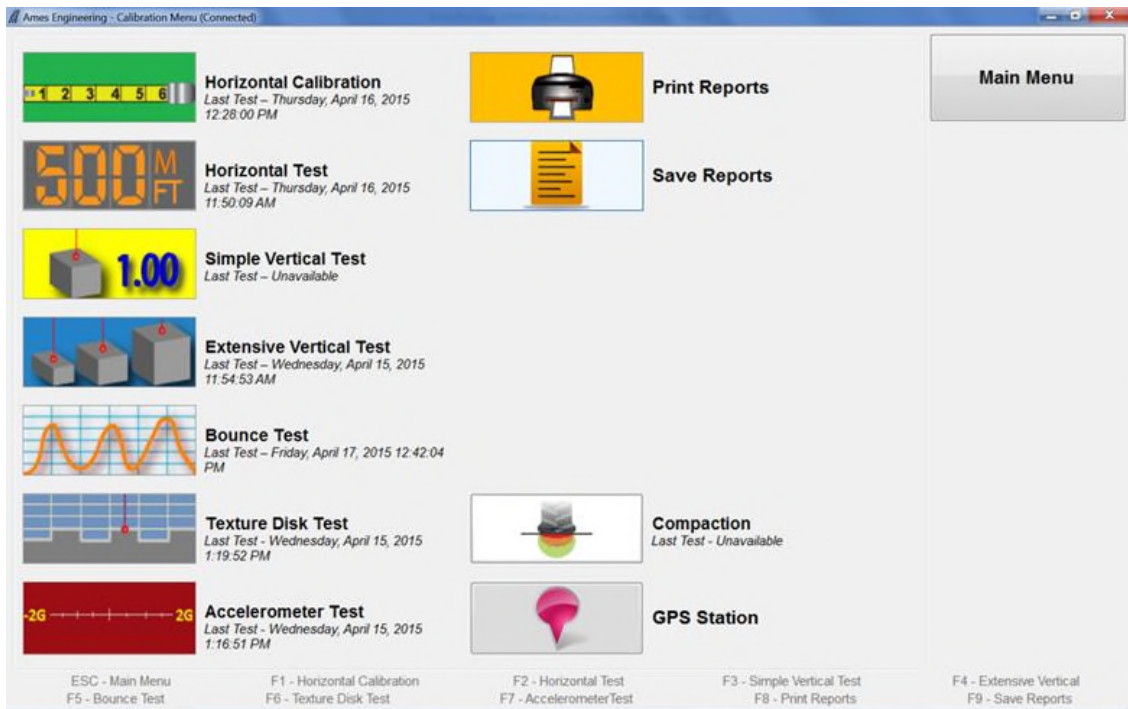 Ames Engineering - Calibration Menu (Connected)
1 2 3 4 5 6
Horizontal Calibration
Last Test – Thursday, April 16, 2015
12:28:00 PM
500 M
FT
Horizontal Test
Last Test – Thursday, April 16, 2015
11:50:09 AM
1.00
Simple Vertical Test
Last Test – Unavailable
Extensive Vertical Test
Last Test – Wednesday, April 15, 2015
11:54:53 AM
Bounce Test
Last Test – Friday, April 17, 2015 12:42:04
PM
Texture Disk Test
Last Test - Wednesday, April 15, 2015
1:19:52 PM
-2G 2G
Accelerometer Test
Last Test - Wednesday, April 15, 2015
1:16:51 PM
Print Reports
Save Reports
Compaction
Last Test - Unavailable
GPS Station
Main Menu
ESC - Main Menu F1 - Horizontal Calibration F2 - Horizontal Test F3 - Simple Vertical Test F4 - Extensive Vertical
F5 - Bounce Test F6 - Texture Disk Test F7 - AccelerometerTest F8 - Print Reports F9 - Save Reports